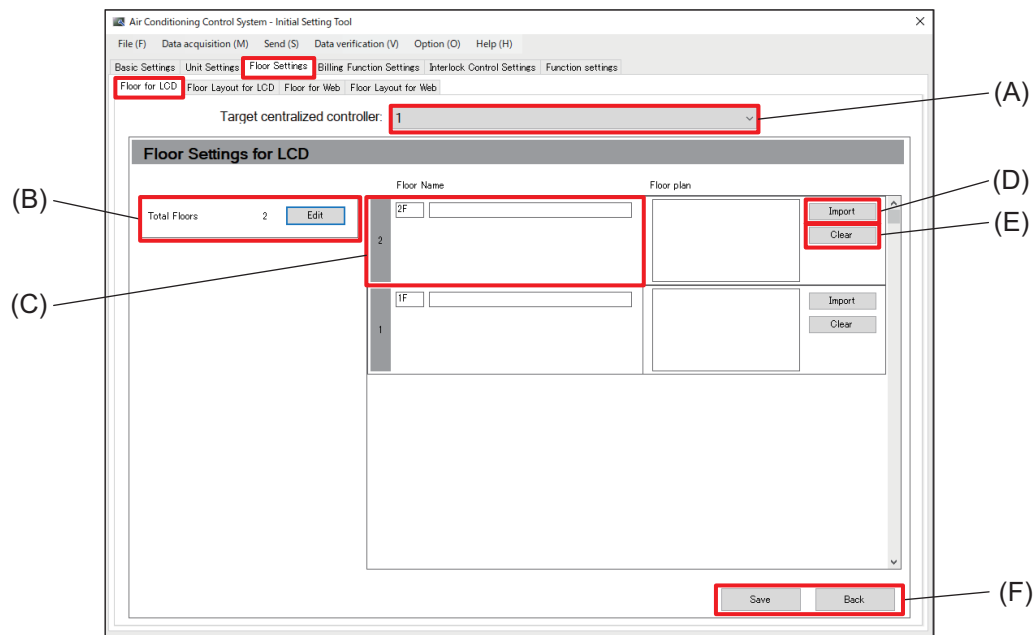 Air Conditioning Control System - Initial Setting Tool
File (F) Data acquisition (M) Send (S) Data verification (V) Option (O) Help (H)
Basic Settings Unit Settings Floor Settings Billing Function Settings Interlock Control Settings Function settings
Floor for LCD Floor Layout for LCD Floor for Web Floor Layout for Web
(A)
Target centralized controller: 1
Floor Settings for LCD
Floor Name Floor plan
(B)
Total Floors 2 Edit
2F
2
Import
(D)
Clear
(E)
(C)
1F
1
Import
Clear
Save Back
(F)